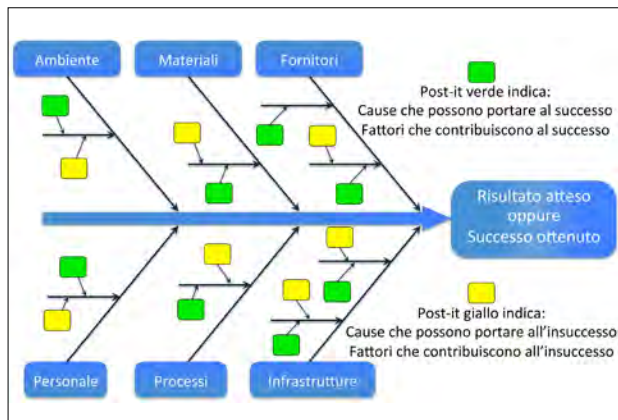 Ambiente
Materiali
Fornitori
Post-it verde indica:
Cause che possono portare al successo
Fattori che contribuiscono al successo
Risultato atteso
oppure
Successo ottenuto
Post-it giallo indica:
Cause che possono portare all'insuccesso
Fattori che contribuiscono all'insuccesso
Personale
Processi
Infrastrutture